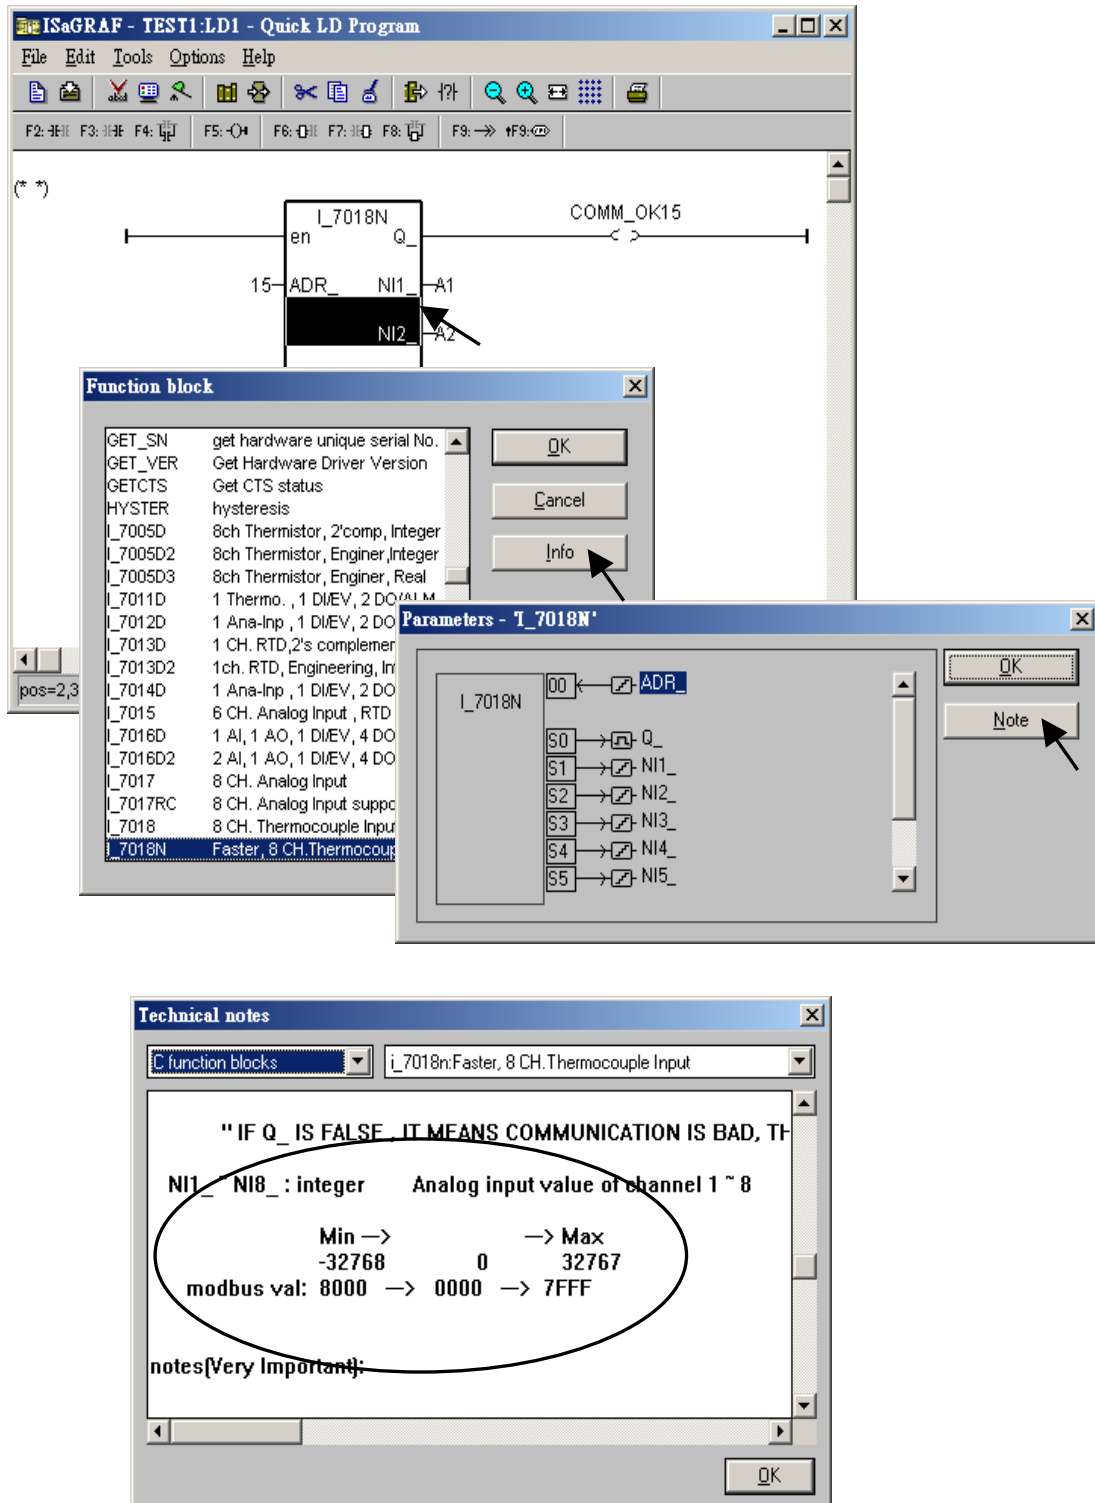 ISaGRAF - TEST1:LD1 - Quick LD Program
File Edit Tools Options Help
F2: F3: F4: F5: F6: F7: F8: F9: F9:
(* *)
I_7018N
COMM_OK15
en Q_
15 ADR_ NI1_ A1
NI2_ A2
pos=2,3
Function block
GET_SN get hardware unique serial No.
GET_VER Get Hardware Driver Version
GETCTS Get CTS status
HYSTER hysteresis
I_7005D 8ch Thermistor, 2'comp, Integer
I_7005D2 8ch Thermistor, Enginer,Integer
I_7005D3 8ch Thermistor, Enginer, Real
I_7011D 1 Thermo. , 1 DI/EV, 2 DO/ALM
I_7012D 1 Ana-Inp , 1 DI/EV, 2 DO
I_7013D 1 CH. RTD,2's complemen
I_7013D2 1ch. RTD, Engineering, In
I_7014D 1 Ana-Inp , 1 DI/EV, 2 DO
I_7015 6 CH. Analog Input , RTD
I_7016D 1 AI, 1 AO, 1 DI/EV, 4 DO
I_7016D2 2 AI, 1 AO, 1 DI/EV, 4 DO
I_7017 8 CH. Analog Input
I_7017RC 8 CH. Analog Input suppo
I_7018 8 CH. Thermocouple Input
I_7018N Faster, 8 CH.Thermocoup
OK
Cancel
Info
Parameters - 'I_7018N'
I_7018N
00 ADR_
S0 Q_
S1 NI1_
S2 NI2_
S3 NI3_
S4 NI4_
S5 NI5_
OK
Note
Technical notes
C function blocks i_7018n:Faster, 8 CH.Thermocouple Input
" IF Q_ IS FALSE , IT MEANS COMMUNICATION IS BAD, TH
NI1_ ~ NI8_ : integer Analog input value of channel 1 ~ 8
Min —> —> Max
-32768 0 32767
modbus val: 8000 —> 0000 —> 7FFF
notes(Very Important):
OK